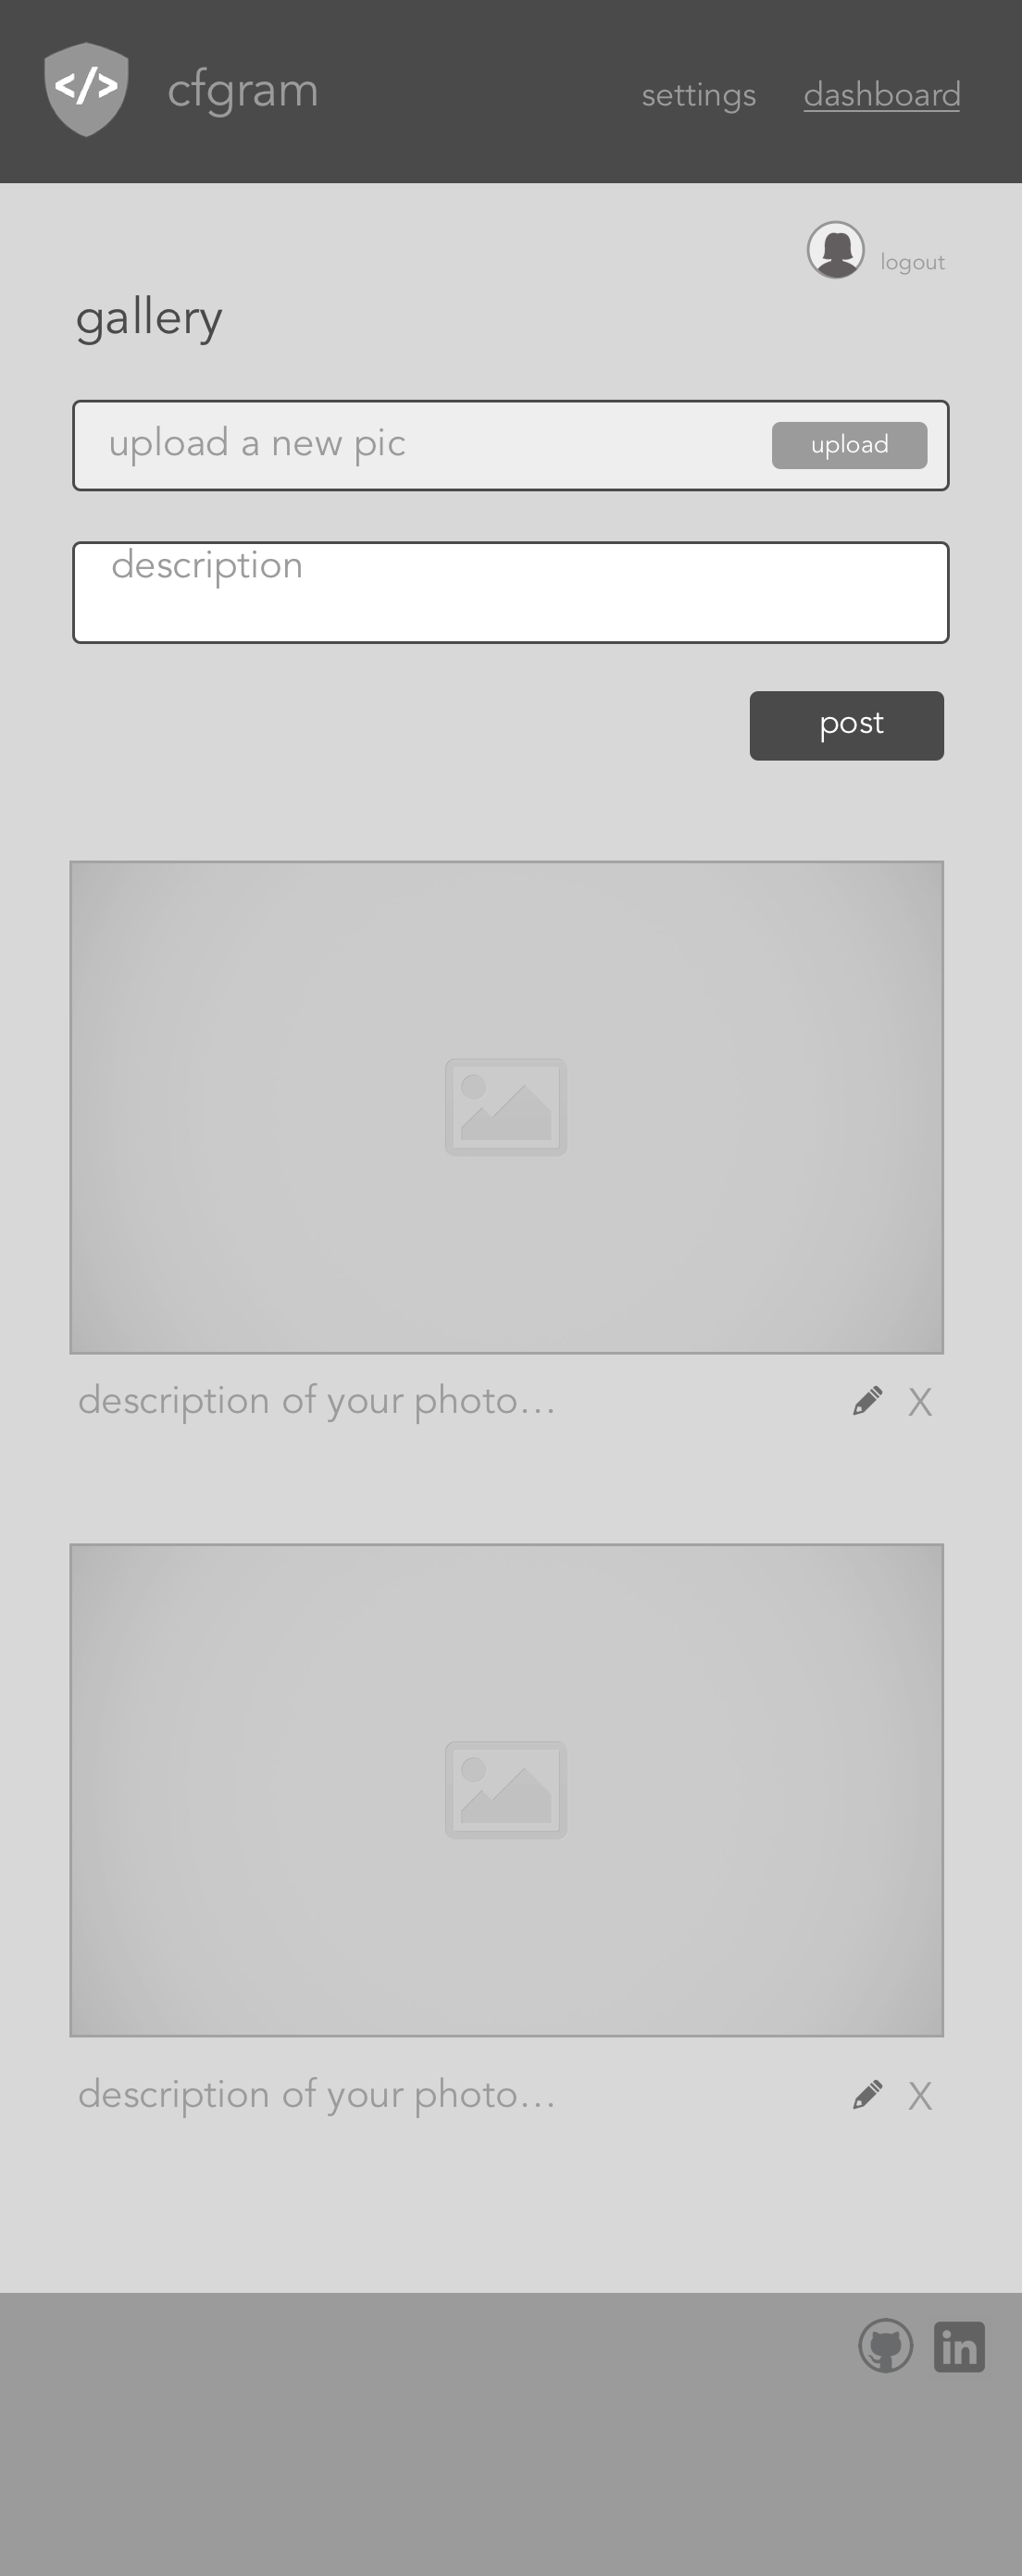 </>
cfgram
settings
dashboard
logout
gallery
upload a new pic
upload
description
post
description of your photo...
X
description of your photo...
X
in